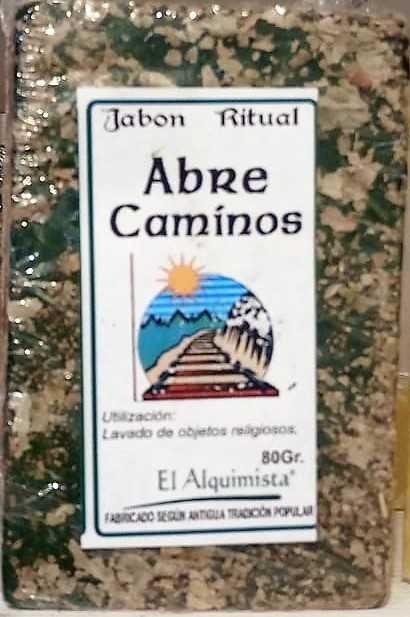 Jabon Ritual
Abre
Caminos
Utilización:
Lavado de objetos religiosos.
80Gr.
El Alquimista®
FABRICADO SEGÚN ANTIGUA TRADICIÓN POPULAR